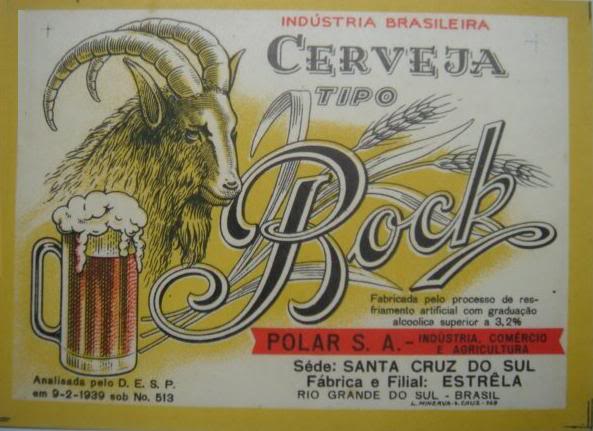 INDÚSTRIA BRASILEIRA
CERVEJA
TIPO
Bock
Fabricada pelo processo de res-
friamento artificial com graduação
alcoolica superior a 3,2%
POLAR S. A. - INDÚSTRIA, COMÉRCIO
E AGRICULTURA
Séde: SANTA CRUZ DO SUL
Fábrica e Filial: ESTRÊLA
RIO GRANDE DO SUL - BRASIL
Analisada pelo D. E. S. P.
em 9-2-1939 sob No. 513